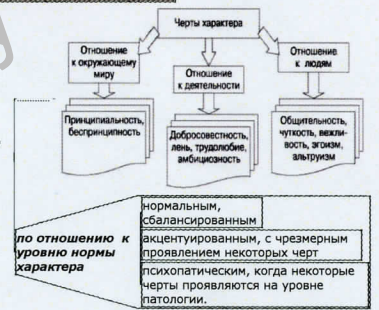 Черты характера
Отношение
к окружающему
миру
Отношение
к деятельности
Отношение
к людям
Принципиальность,
беспринципность
Добросовестность,
лень, трудолюбие,
амбициозность
Общительность,
чуткость, вежли-
вость, эгоизм,
альтруизм
по отношению к
уровню нормы
характера
нормальным,
сбалансированным
акцентуированным, с чрезмерным
проявлением некоторых черт
психопатическим, когда некоторые
черты проявляются на уровне
патологии.